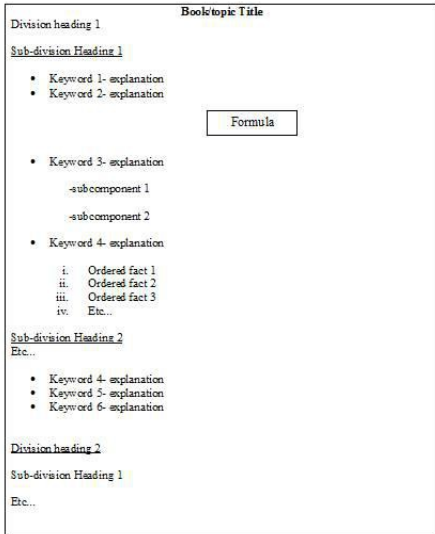 Book/topic Title
Division heading 1
Sub-division Heading 1
• Keyword 1- explanation
• Keyword 2- explanation
Formula
• Keyword 3- explanation
-subcomponent 1
-subcomponent 2
• Keyword 4- explanation
i. Ordered fact 1
ii. Ordered fact 2
iii. Ordered fact 3
iv. Etc...
Sub-division Heading 2
Etc...
• Keyword 4- explanation
• Keyword 5- explanation
• Keyword 6- explanation
Division heading 2
Sub-division Heading 1
Etc...